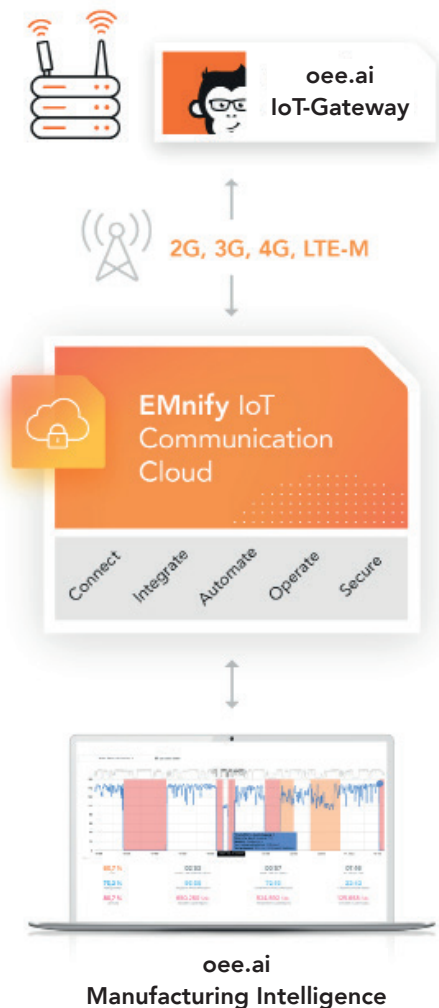 oee.ai
IoT-Gateway
2G, 3G, 4G, LTE-M
EMnify IoT
Communication
Cloud
Connect Integrate Automate Operate Secure
oee.ai
Manufacturing Intelligence